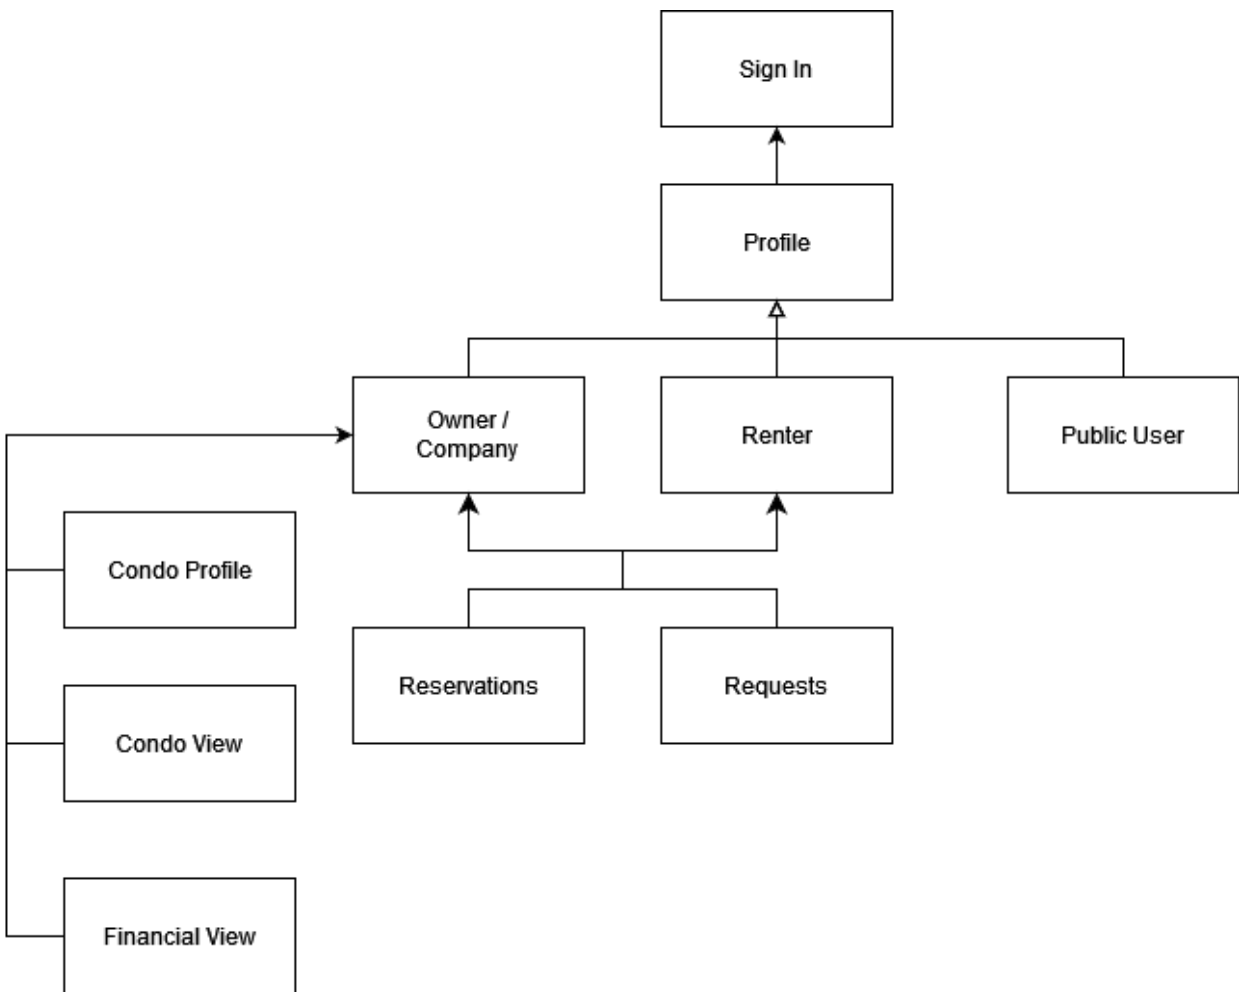 Sign In
Profile
Owner /
Company
Renter
Public User
Condo Profile
Reservations
Requests
Condo View
Financial View